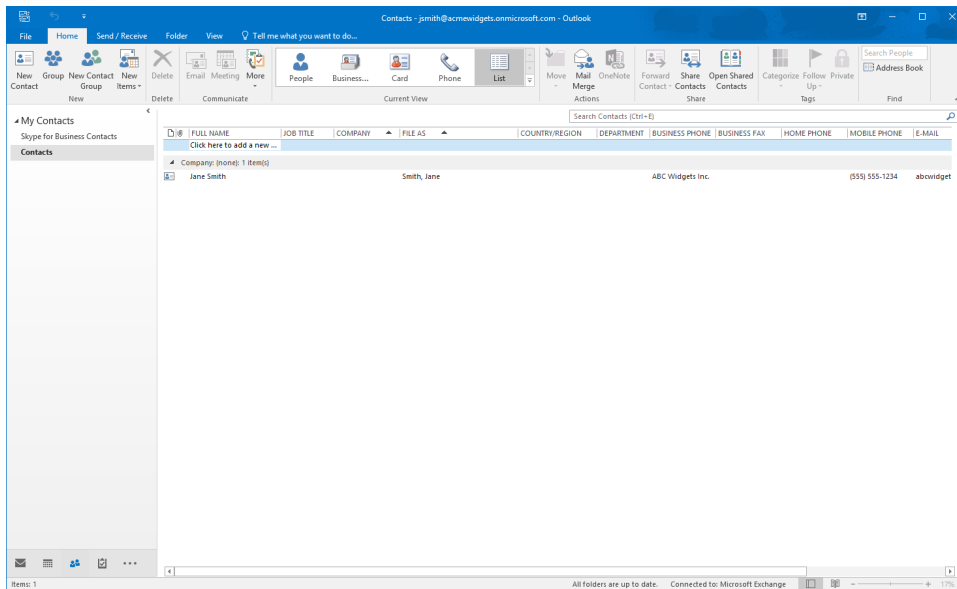 Contacts - jsmith@acmewidgets.onmicrosoft.com - Outlook
File Home Send / Receive Folder View Tell me what you want to do...
New Contact
Group
New Contact Group
New Items
New
Delete
Delete
Email
Meeting
More
Communicate
People
Business...
Card
Phone
List
Current View
Move
Mail Merge
OneNote
Actions
Forward Contact
Share Contacts
Open Shared Contacts
Share
Categorize
Follow Up
Private
Tags
Search People
Address Book
Find
My Contacts
Skype for Business Contacts
Contacts
Search Contacts (Ctrl+E)
FULL NAME JOB TITLE COMPANY FILE AS COUNTRY/REGION DEPARTMENT BUSINESS PHONE BUSINESS FAX HOME PHONE MOBILE PHONE E-MAIL
Click here to add a new ...
Company: (none): 1 item(s)
Jane Smith Smith, Jane ABC Widgets Inc. (555) 555-1234 abcwidget
Items: 1
All folders are up to date. Connected to: Microsoft Exchange
17%